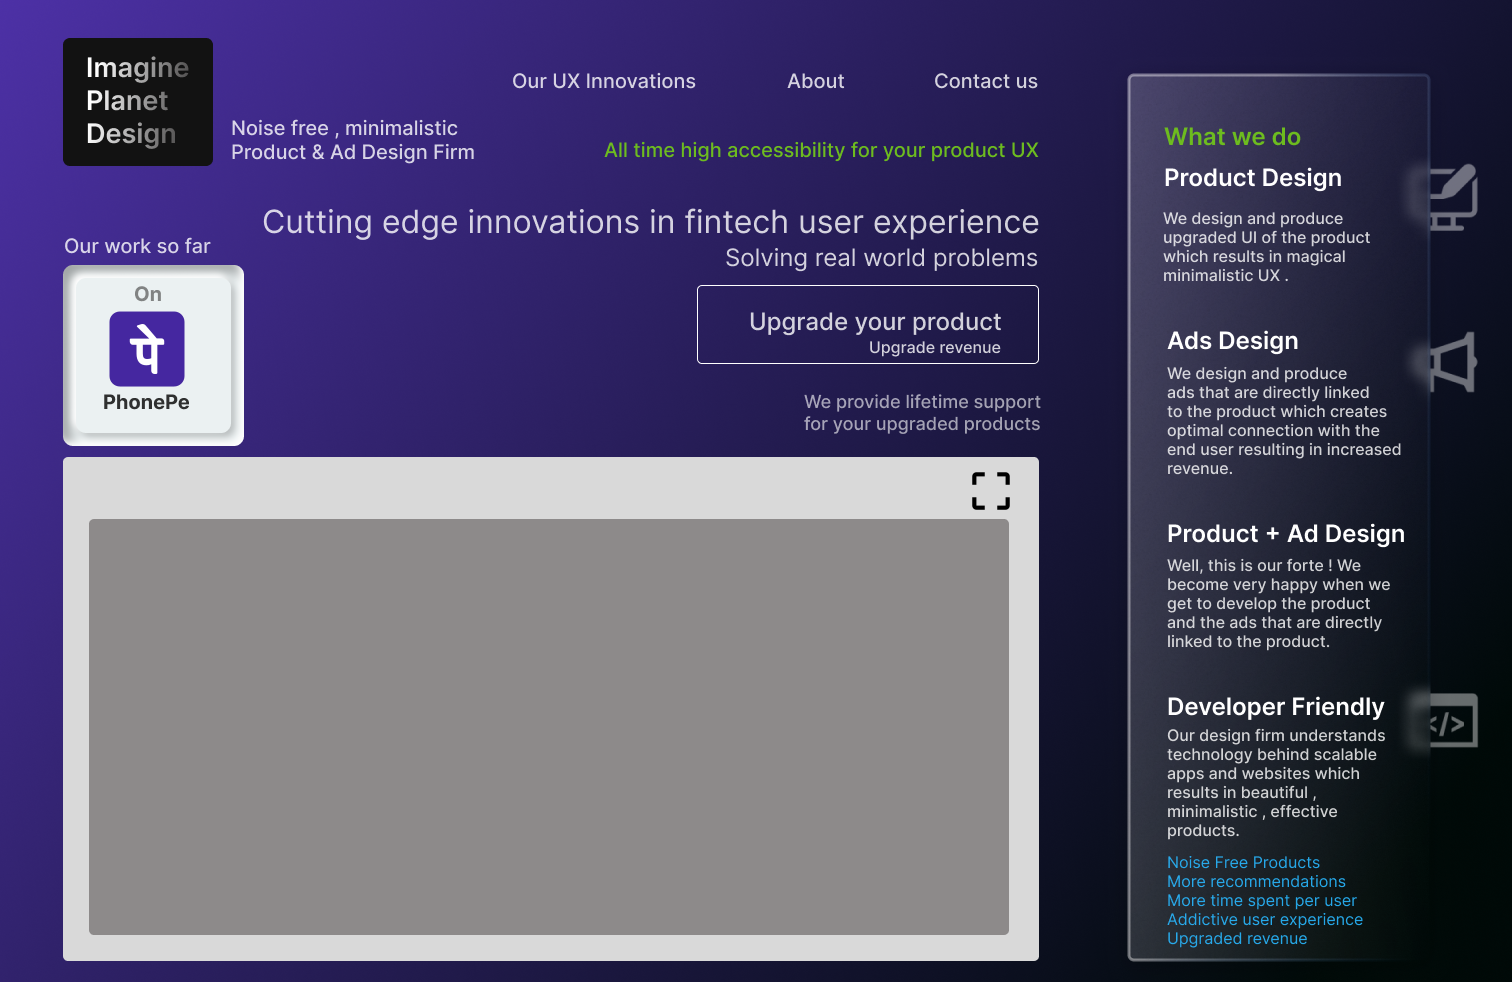 Imagine
Planet
Design
Noise free , minimalistic
Product & Ad Design Firm
Our UX Innovations
About
Contact us
All time high accessibility for your product UX
Cutting edge innovations in fintech user experience
Solving real world problems
Our work so far
On
पे
PhonePe
Upgrade your product
Upgrade revenue
We provide lifetime support
for your upgraded products
What we do
Product Design
We design and produce
upgraded UI of the product
which results in magical
minimalistic UX .
Ads Design
We design and produce
ads that are directly linked
to the product which creates
optimal connection with the
end user resulting in increased
revenue.
Product + Ad Design
Well, this is our forte ! We
become very happy when we
get to develop the product
and the ads that are directly
linked to the product.
Developer Friendly
Our design firm understands
technology behind scalable
apps and websites which
results in beautiful ,
minimalistic , effective
products.
Noise Free Products
More recommendations
More time spent per user
Addictive user experience
Upgraded revenue